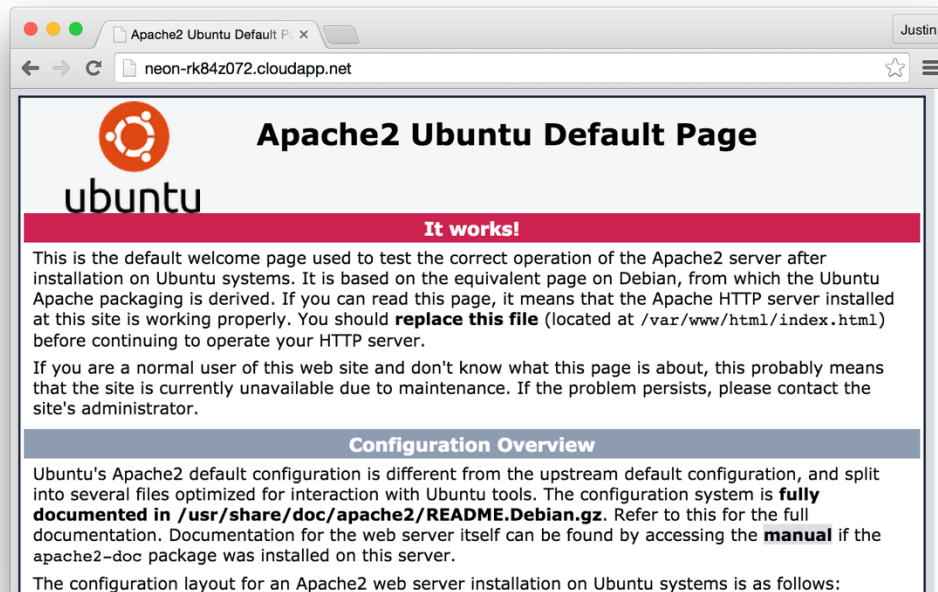 Apache2 Ubuntu Default P
Justin
neon-rk84z072.cloudapp.net
ubuntu
Apache2 Ubuntu Default Page
It works!
This is the default welcome page used to test the correct operation of the Apache2 server after
installation on Ubuntu systems. It is based on the equivalent page on Debian, from which the Ubuntu
Apache packaging is derived. If you can read this page, it means that the Apache HTTP server installed
at this site is working properly. You should replace this file (located at /var/www/html/index.html)
before continuing to operate your HTTP server.
If you are a normal user of this web site and don't know what this page is about, this probably means
that the site is currently unavailable due to maintenance. If the problem persists, please contact the
site's administrator.
Configuration Overview
Ubuntu's Apache2 default configuration is different from the upstream default configuration, and split
into several files optimized for interaction with Ubuntu tools. The configuration system is fully
documented in /usr/share/doc/apache2/README.Debian.gz. Refer to this for the full
documentation. Documentation for the web server itself can be found by accessing the manual if the
apache2-doc package was installed on this server.
The configuration layout for an Apache2 web server installation on Ubuntu systems is as follows: